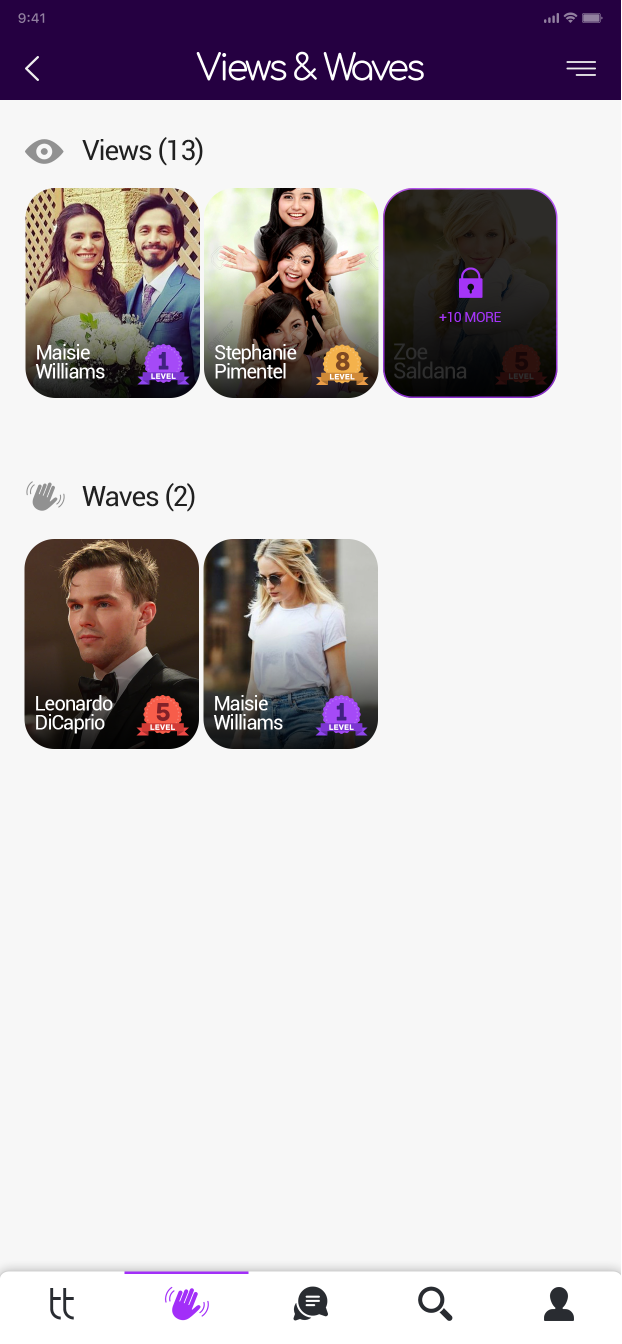 9:41
Views & Waves
Views (13)
Maisie
Williams
1
LEVEL
Stephanie
Pimentel
8
LEVEL
+10 MORE
Zoe
Saldana
5
LEVEL
Waves (2)
Leonardo
DiCaprio
5
LEVEL
Maisie
Williams
1
LEVEL
tt